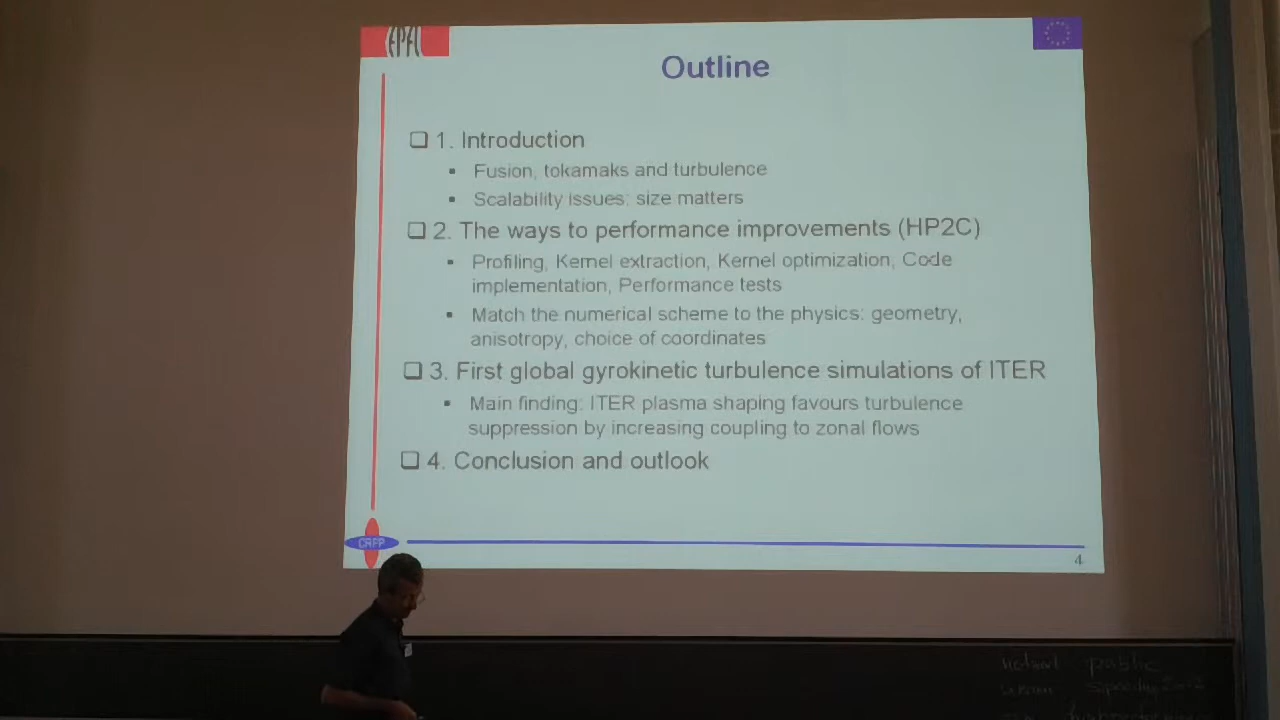 EPFL
Outline
❑ 1. Introduction
▪ Fusion, tokamaks and turbulence
▪ Scalability issues: size matters
❑ 2. The ways to performance improvements (HP2C)
▪ Profiling, Kernel extraction, Kernel optimization, Code
implementation, Performance tests
▪ Match the numerical scheme to the physics: geometry,
anisotropy, choice of coordinates
❑ 3. First global gyrokinetic turbulence simulations of ITER
▪ Main finding: ITER plasma shaping favours turbulence
suppression by increasing coupling to zonal flows
❑ 4. Conclusion and outlook
CRPP
4
public